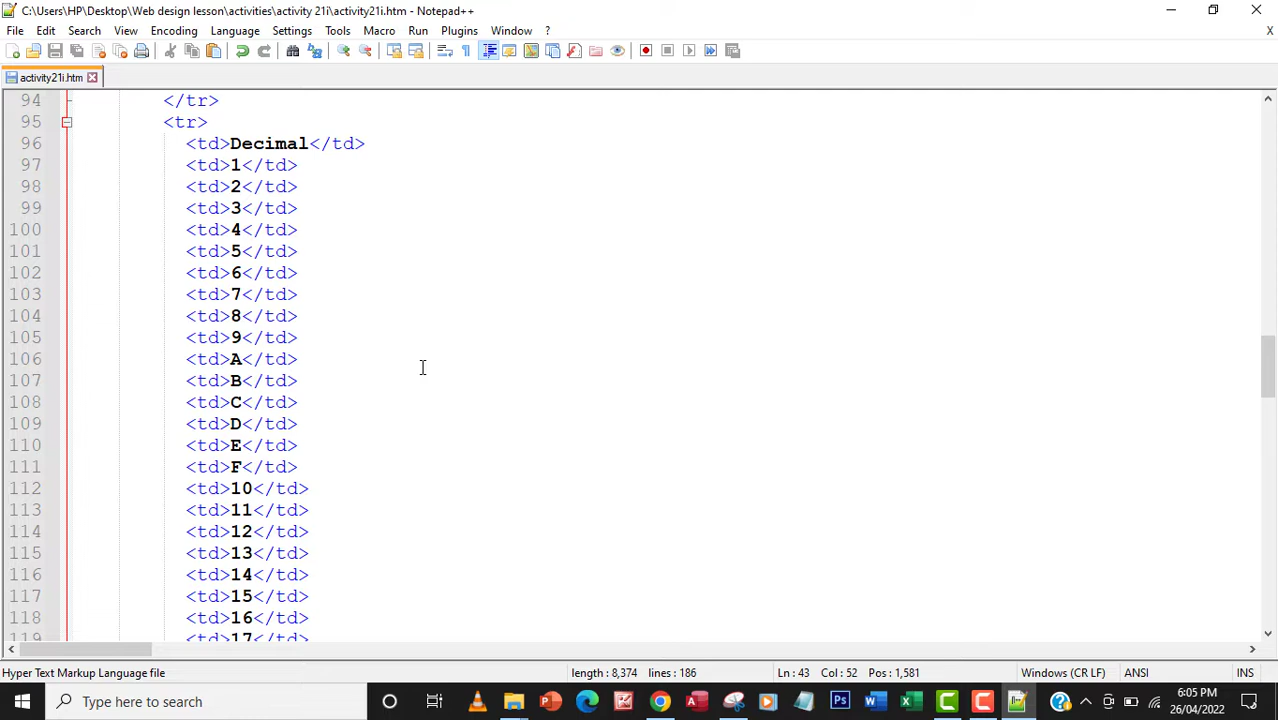 C:\Users\HP\Desktop\Web design lesson\activities\activity 21i\activity21i.htm - Notepad++
File Edit Search View Encoding Language Settings Tools Macro Run Plugins Window ?
X
activity21i.htm
94 </tr>
95 <tr>
96 <td>Decimal</td>
97 <td>1</td>
98 <td>2</td>
99 <td>3</td>
100 <td>4</td>
101 <td>5</td>
102 <td>6</td>
103 <td>7</td>
104 <td>8</td>
105 <td>9</td>
106 <td>A</td>
107 <td>B</td>
108 <td>C</td>
109 <td>D</td>
110 <td>E</td>
111 <td>F</td>
112 <td>10</td>
113 <td>11</td>
114 <td>12</td>
115 <td>13</td>
116 <td>14</td>
117 <td>15</td>
118 <td>16</td>
119 <td>17</td>
Hyper Text Markup Language file length : 8,374 lines : 186 Ln : 43 Col : 52 Pos : 1,581 Windows (CR LF) ANSI INS
Type here to search
6:05 PM
26/04/2022